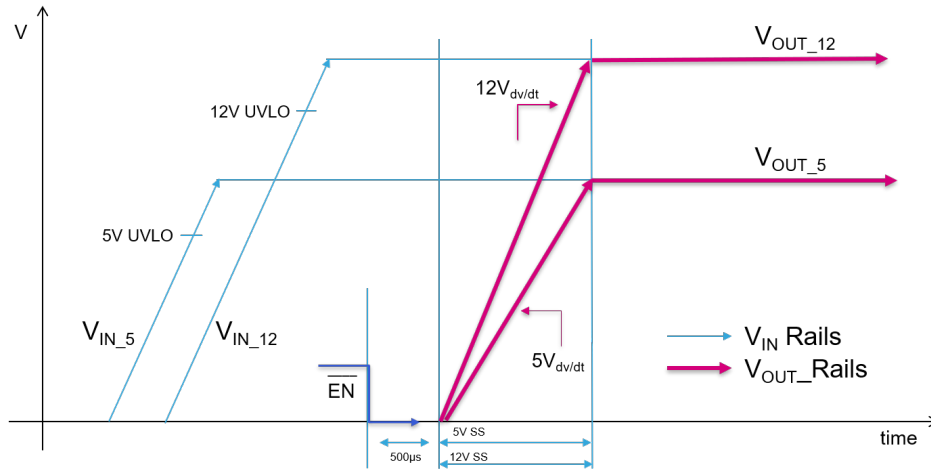 V
V_OUT_12
12V_dv/dt
12V UVLO
V_OUT_5
5V UVLO
V_IN_5
V_IN_12
5V_dv/dt
V_IN Rails
V_OUT_Rails
E̅N̅
time
5V SS
500µs
12V SS